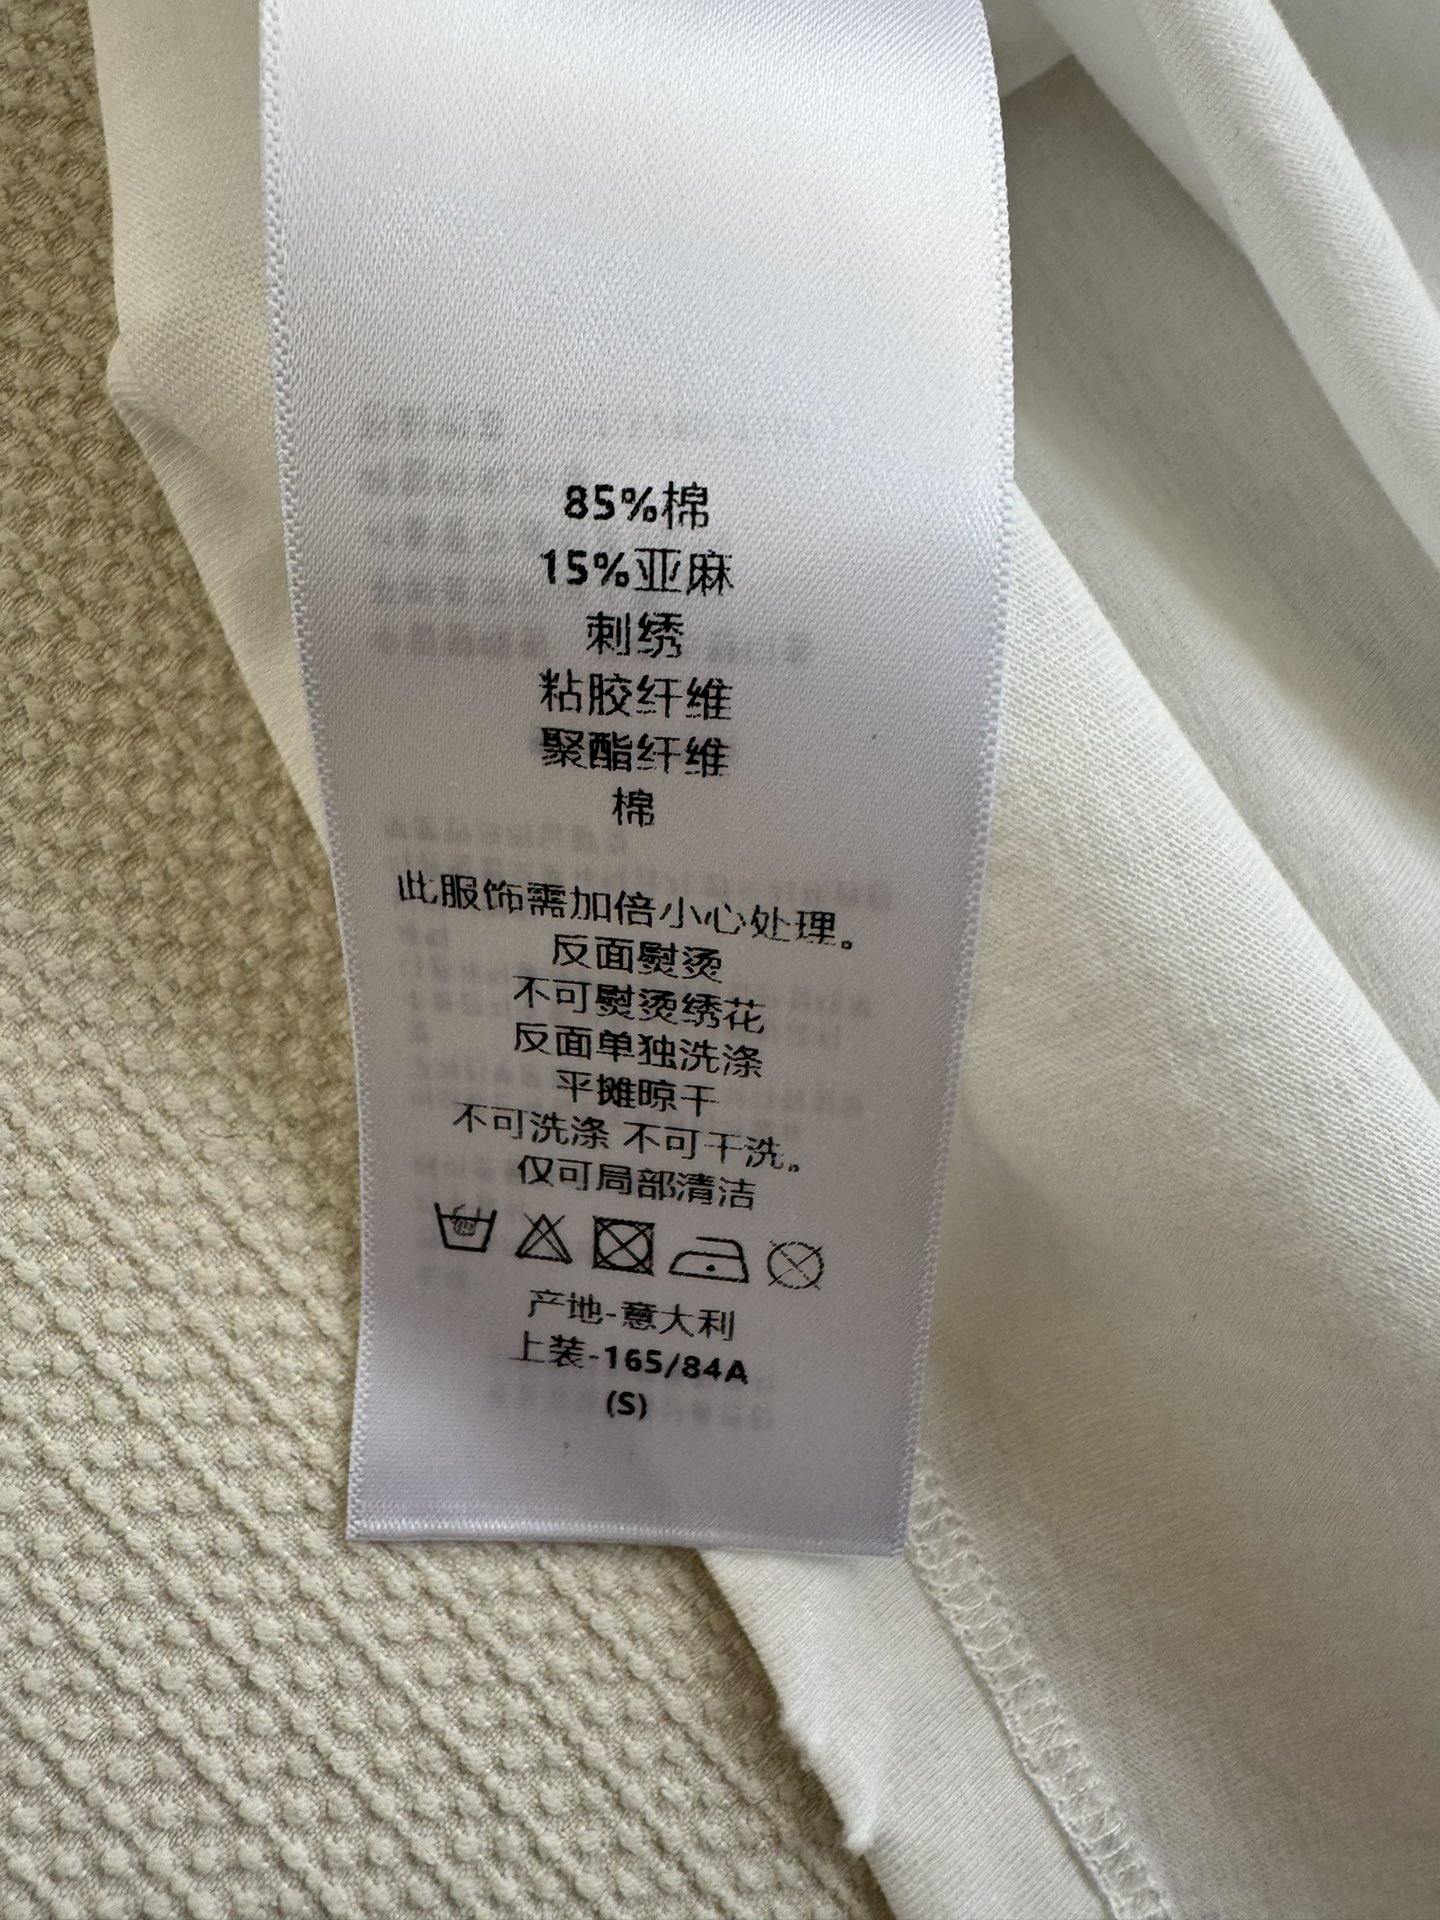 85%棉
15%亚麻
刺绣
粘胶纤维
聚酯纤维
棉
此服饰需加倍小心处理。
反面熨烫
不可熨烫绣花
反面单独洗涤
平摊晾干
不可洗涤 不可干洗。
仅可局部清洁
产地-意大利
上装-165/84A
(S)